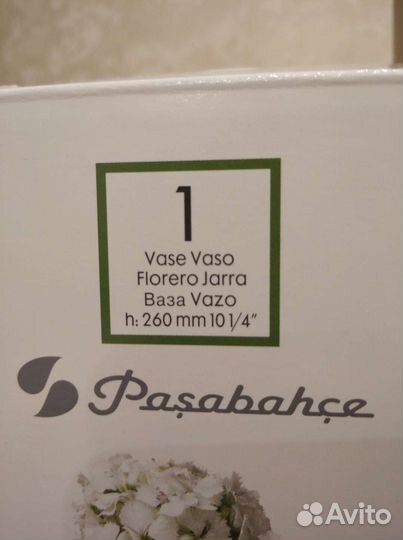 1
Vase Vaso
Florero Jarra
Ваза Vazo
h: 260 mm 10 1/4"
Paşabahçe
Avito